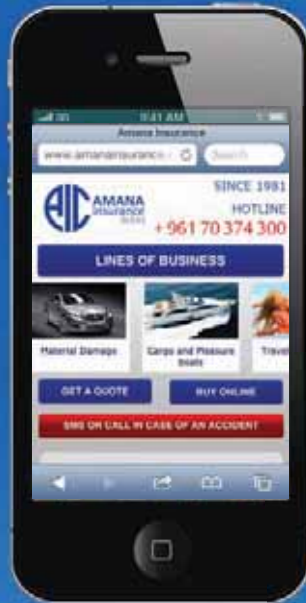 3G 9:41 AM
Amana Insurance
www.amanainsurance.
Search
AIC AMANA
Insurance
SINCE 1981
HOTLINE
+961 70 374 300
LINES OF BUSINESS
Material Damage
Cargo and Pleasure
Boats
Trave
GET A QUOTE
BUY ONLINE
SMS OR CALL IN CASE OF AN ACCIDENT